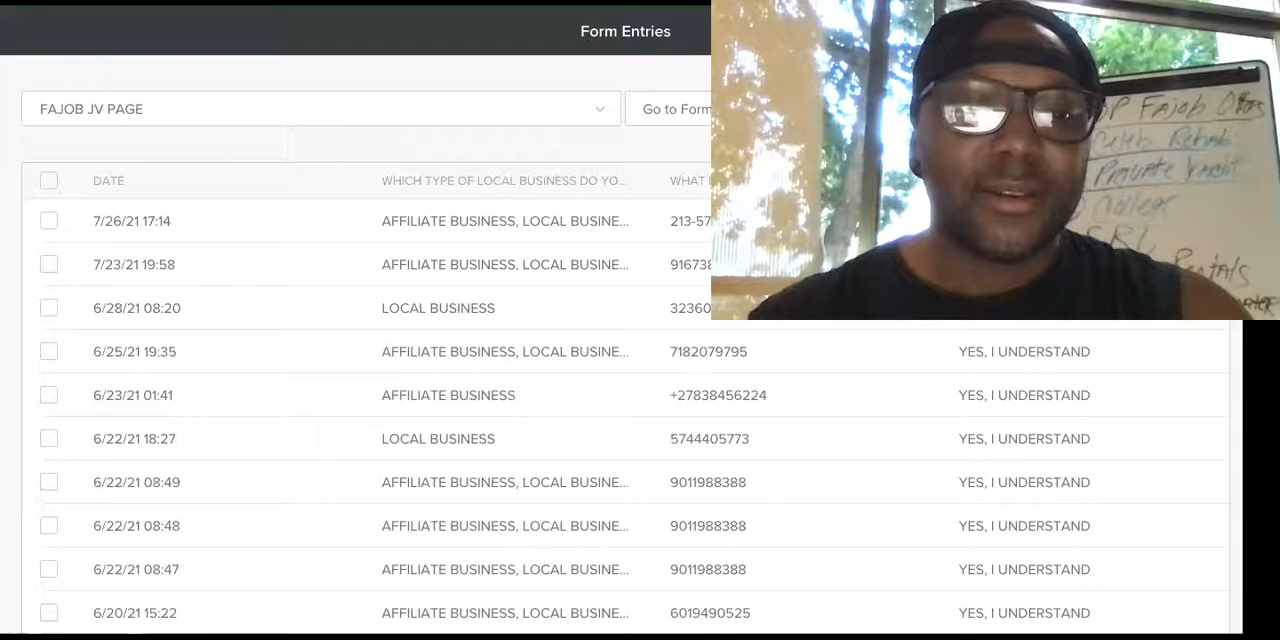 Form Entries
FAJOB JV PAGE
Go to Form
DATE WHICH TYPE OF LOCAL BUSINESS DO YO... WHAT
7/26/21 17:14 AFFILIATE BUSINESS, LOCAL BUSINE... 213-57
7/23/21 19:58 AFFILIATE BUSINESS, LOCAL BUSINE... 916738
6/28/21 08:20 LOCAL BUSINESS 32360
6/25/21 19:35 AFFILIATE BUSINESS, LOCAL BUSINE... 7182079795 YES, I UNDERSTAND
6/23/21 01:41 AFFILIATE BUSINESS +27838456224 YES, I UNDERSTAND
6/22/21 18:27 LOCAL BUSINESS 5744405773 YES, I UNDERSTAND
6/22/21 08:49 AFFILIATE BUSINESS, LOCAL BUSINE... 9011988388 YES, I UNDERSTAND
6/22/21 08:48 AFFILIATE BUSINESS, LOCAL BUSINE... 9011988388 YES, I UNDERSTAND
6/22/21 08:47 AFFILIATE BUSINESS, LOCAL BUSINE... 9011988388 YES, I UNDERSTAND
6/20/21 15:22 AFFILIATE BUSINESS, LOCAL BUSINE... 6019490525 YES, I UNDERSTAND
Fajob
Celeb Rehab
Private
College
Rentals